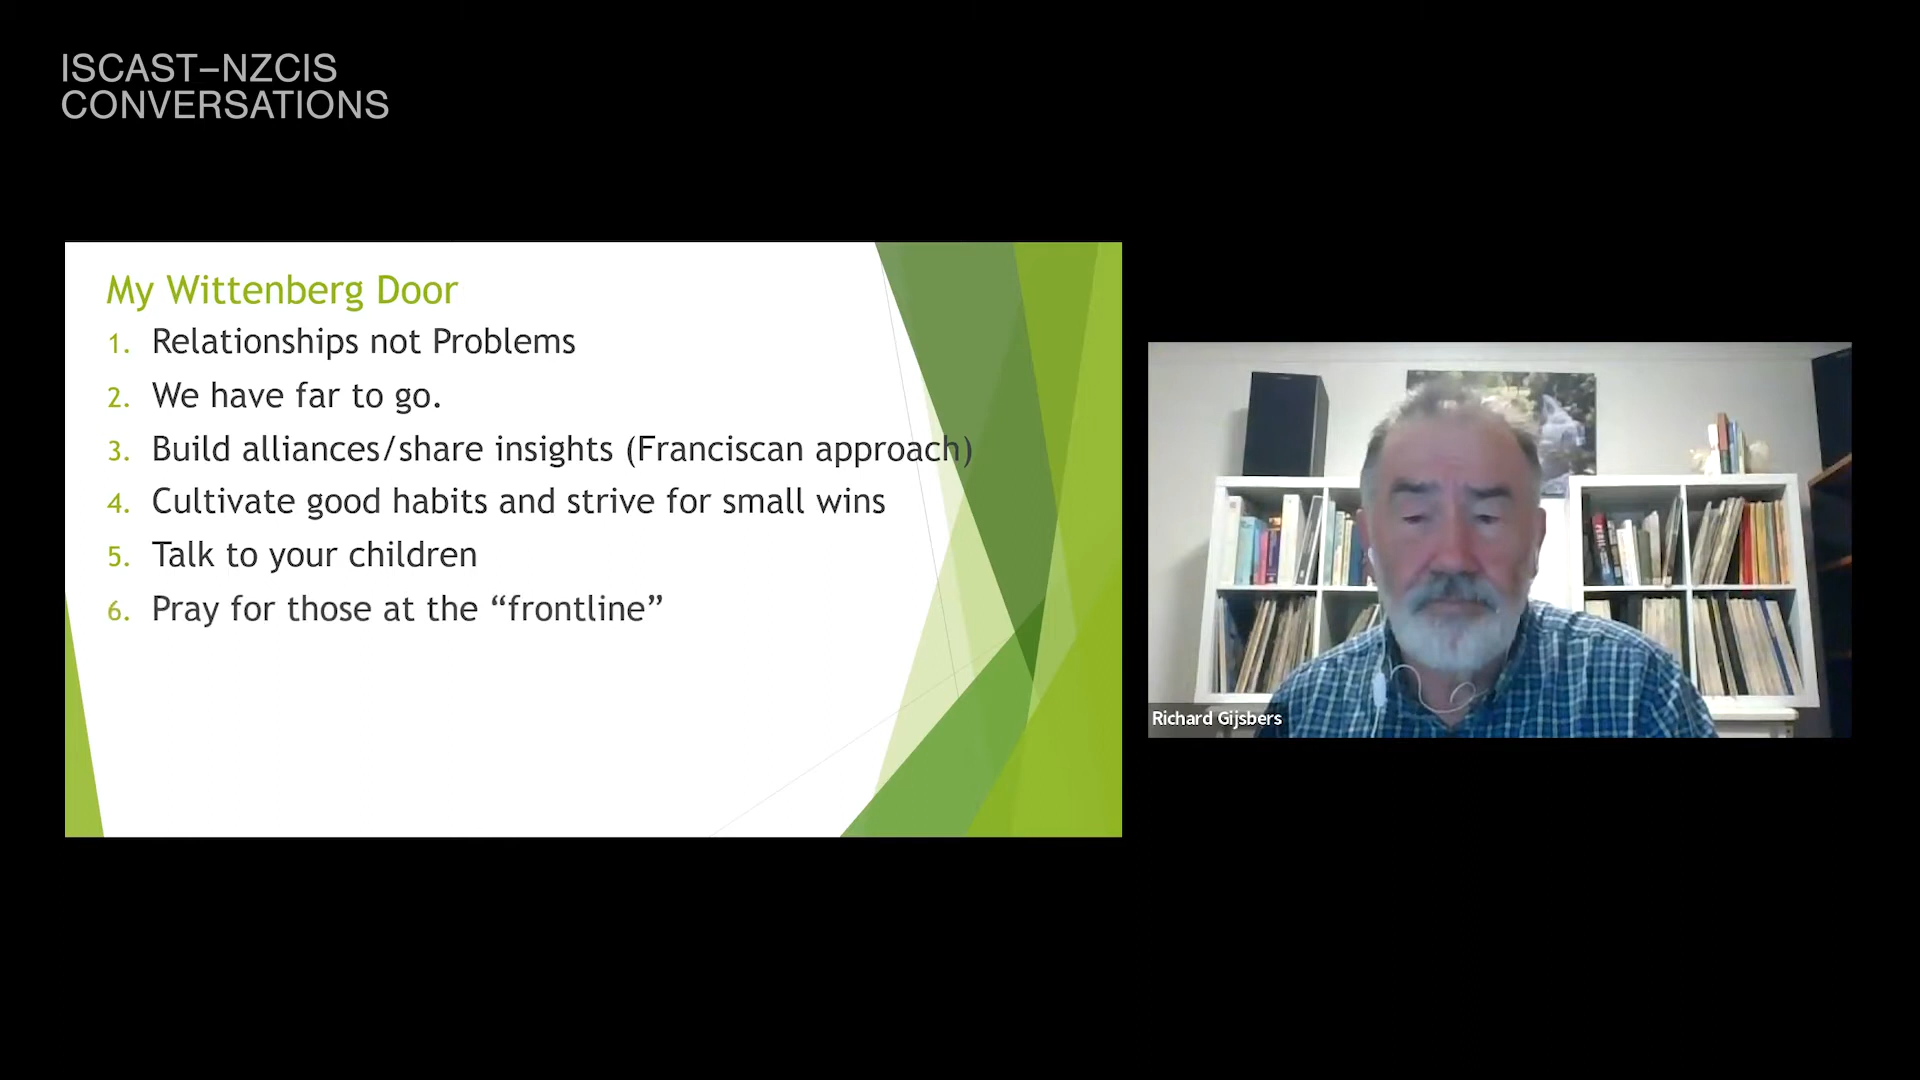 ISCAST–NZCIS
CONVERSATIONS
My Wittenberg Door
1. Relationships not Problems
2. We have far to go.
3. Build alliances/share insights (Franciscan approach)
4. Cultivate good habits and strive for small wins
5. Talk to your children
6. Pray for those at the “frontline”
Richard Gijsbers